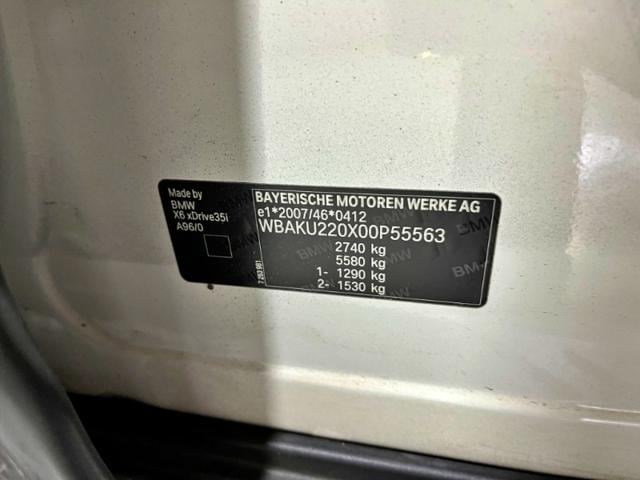 Made by
BMW
X6 xDrive35i
A96/0
BAYERISCHE MOTOREN WERKE AG
e1*2007/46*0412
WBAKU220X00P55563
2740 kg
5580 kg
1- 1290 kg
2- 1530 kg